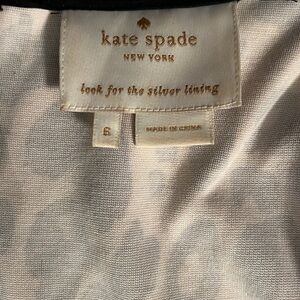 kate spade
NEW YORK
look for the silver lining
6
MADE IN CHINA